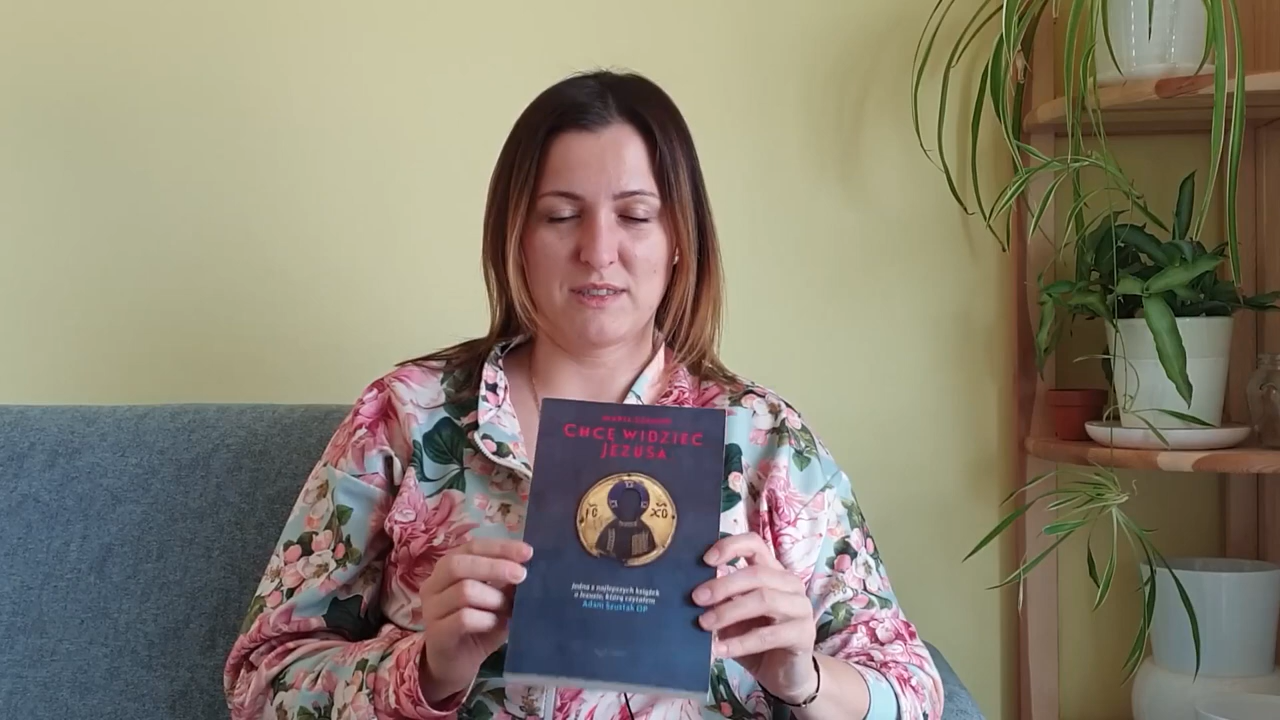 CHCĘ WIDZIEĆ
JEZUSA
IC XC
Jedna z najlepszych książek
o Jezusie, którą czytałem
Adam Szustak OP